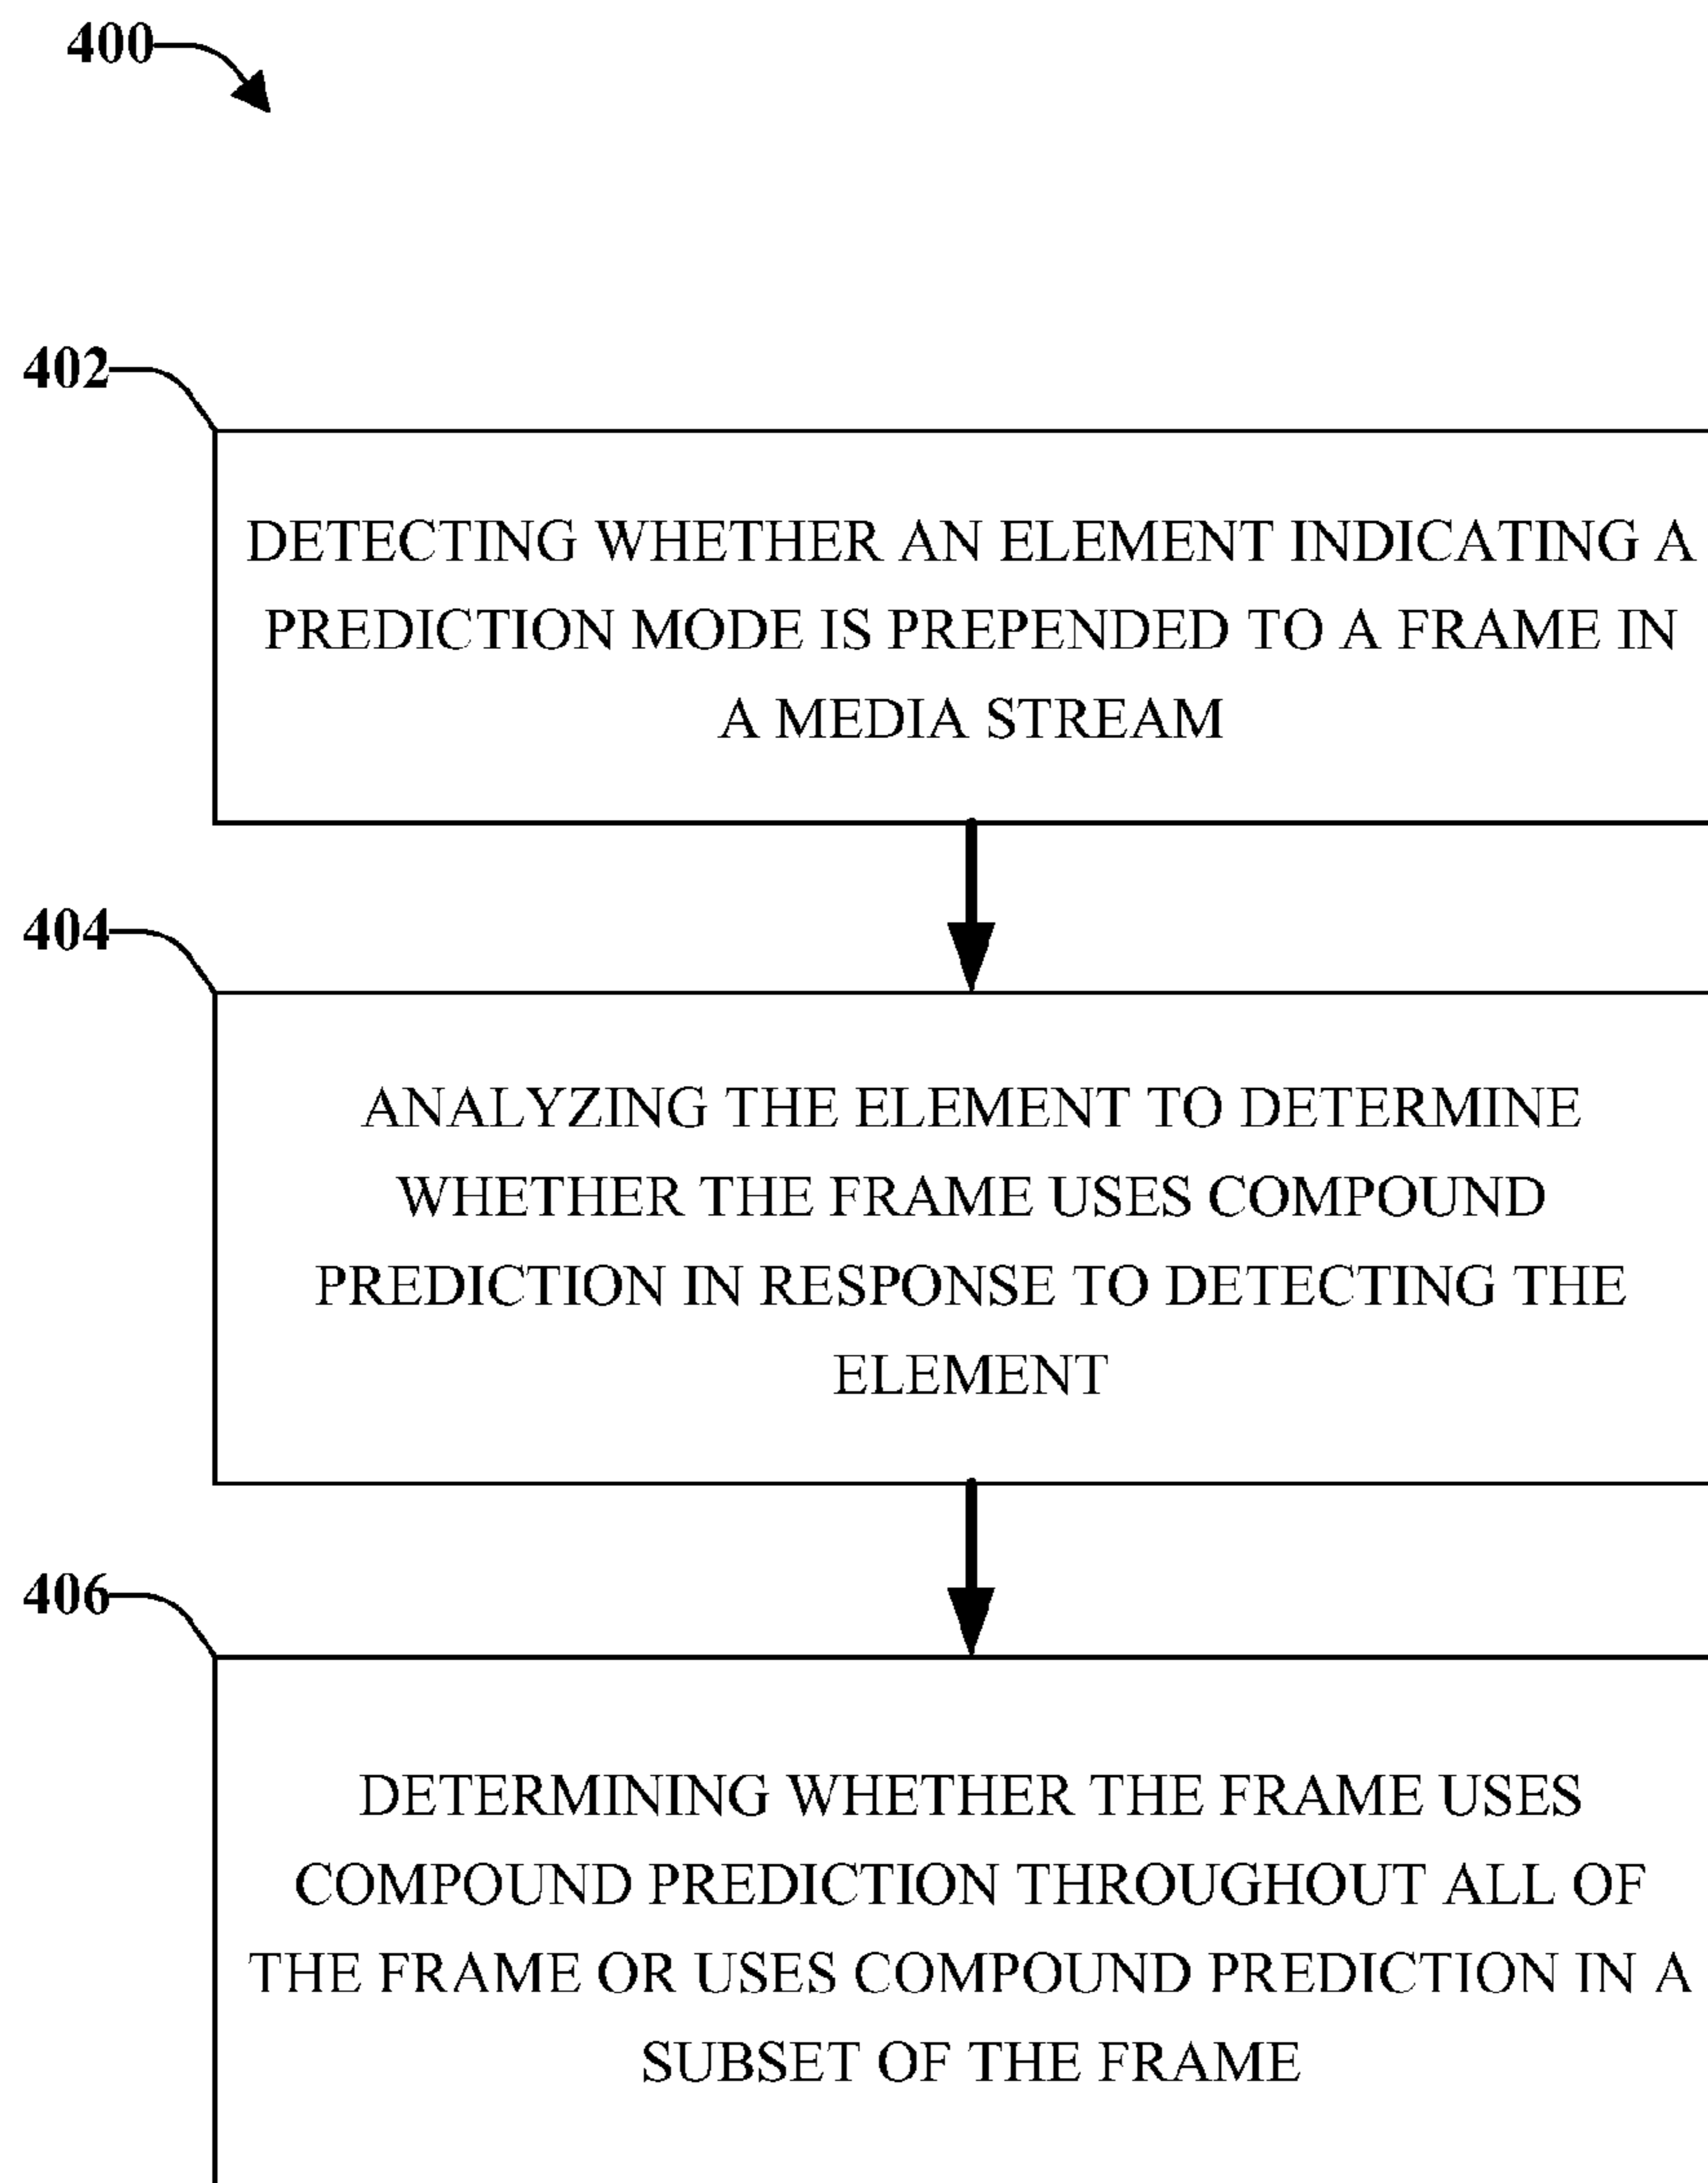 400
402
DETECTING WHETHER AN ELEMENT INDICATING A
PREDICTION MODE IS PREPENDED TO A FRAME IN
A MEDIA STREAM
404
ANALYZING THE ELEMENT TO DETERMINE
WHETHER THE FRAME USES COMPOUND
PREDICTION IN RESPONSE TO DETECTING THE
ELEMENT
406
DETERMINING WHETHER THE FRAME USES
COMPOUND PREDICTION THROUGHOUT ALL OF
THE FRAME OR USES COMPOUND PREDICTION IN A
SUBSET OF THE FRAME